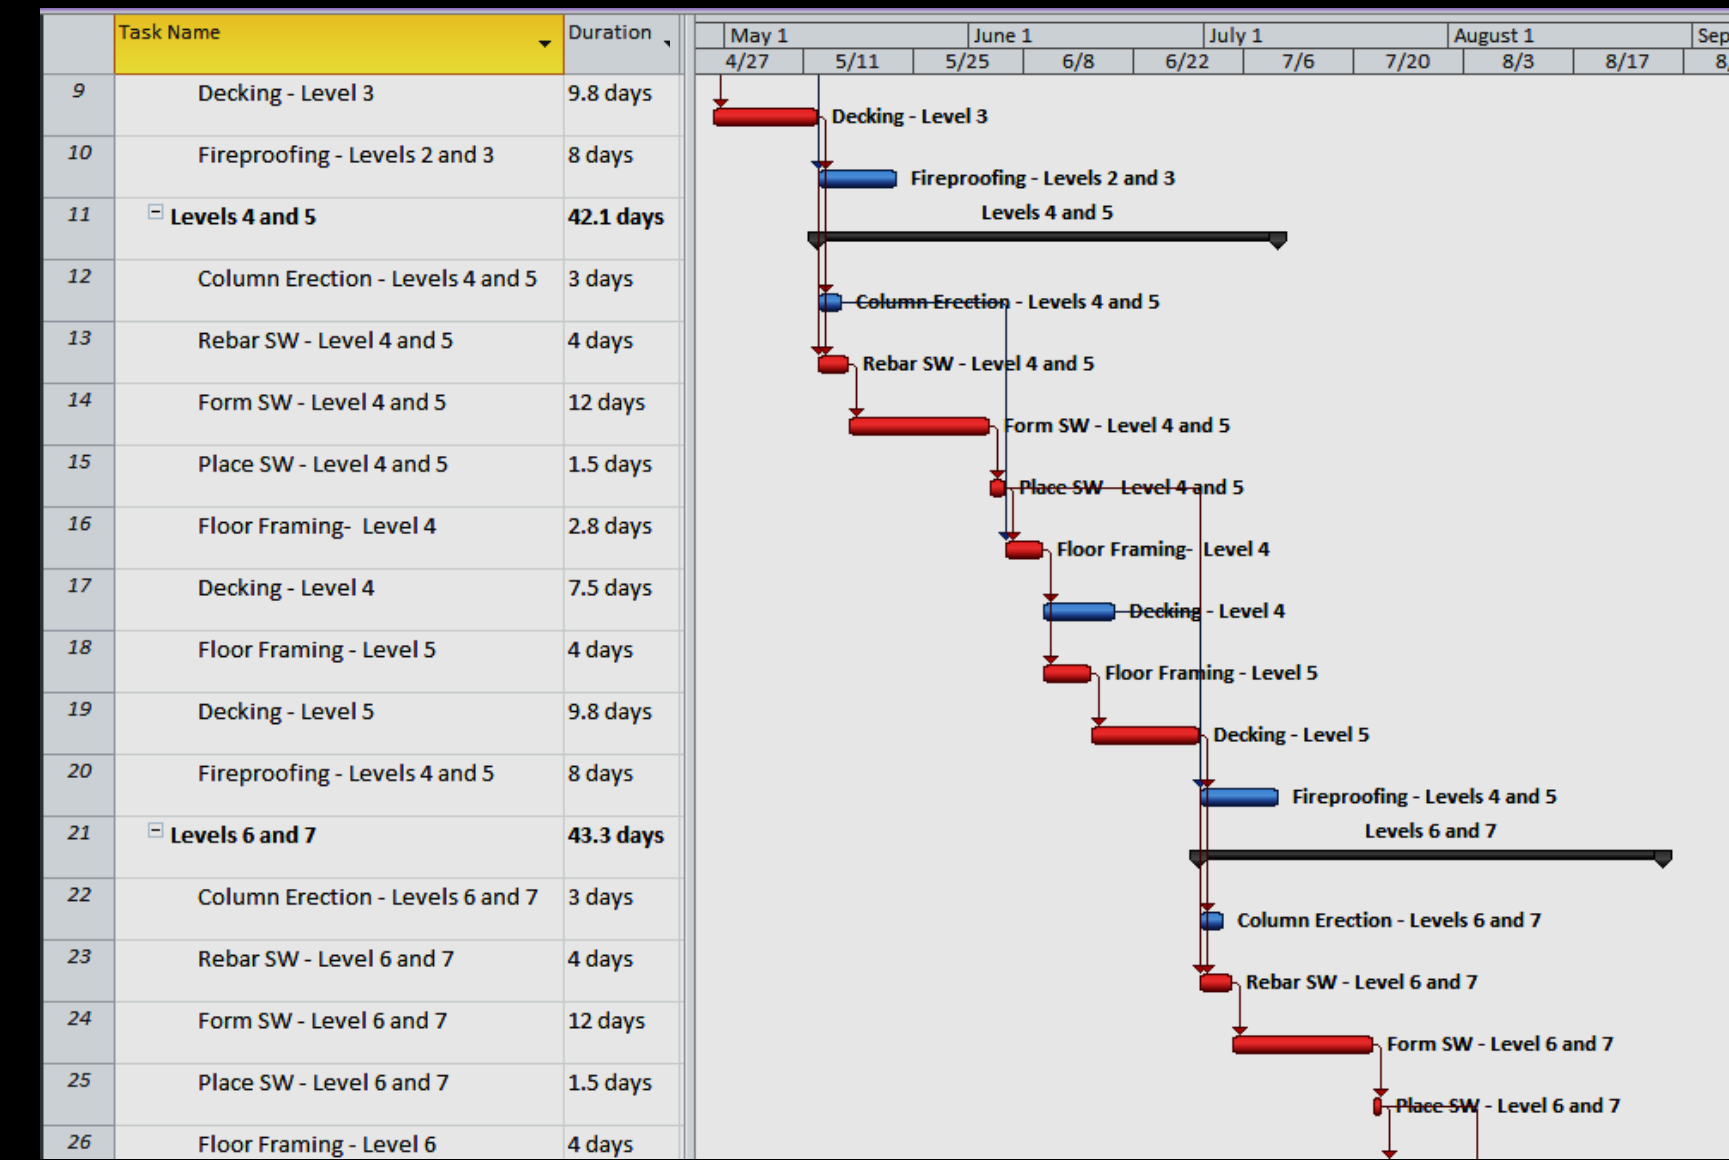 Task Name Duration May 1 June 1 July 1 August 1 Sep
4/27 5/11 5/25 6/8 6/22 7/6 7/20 8/3 8/17 8/
9 Decking - Level 3 9.8 days
Decking - Level 3
10 Fireproofing - Levels 2 and 3 8 days
Fireproofing - Levels 2 and 3
11 Levels 4 and 5 42.1 days
Levels 4 and 5
12 Column Erection - Levels 4 and 5 3 days
Column Erection - Levels 4 and 5
13 Rebar SW - Level 4 and 5 4 days
Rebar SW - Level 4 and 5
14 Form SW - Level 4 and 5 12 days
Form SW - Level 4 and 5
15 Place SW - Level 4 and 5 1.5 days
Place SW - Level 4 and 5
16 Floor Framing- Level 4 2.8 days
Floor Framing- Level 4
17 Decking - Level 4 7.5 days
Decking - Level 4
18 Floor Framing - Level 5 4 days
Floor Framing - Level 5
19 Decking - Level 5 9.8 days
Decking - Level 5
20 Fireproofing - Levels 4 and 5 8 days
Fireproofing - Levels 4 and 5
21 Levels 6 and 7 43.3 days
Levels 6 and 7
22 Column Erection - Levels 6 and 7 3 days
Column Erection - Levels 6 and 7
23 Rebar SW - Level 6 and 7 4 days
Rebar SW - Level 6 and 7
24 Form SW - Level 6 and 7 12 days
Form SW - Level 6 and 7
25 Place SW - Level 6 and 7 1.5 days
Place SW - Level 6 and 7
26 Floor Framing - Level 6 4 days